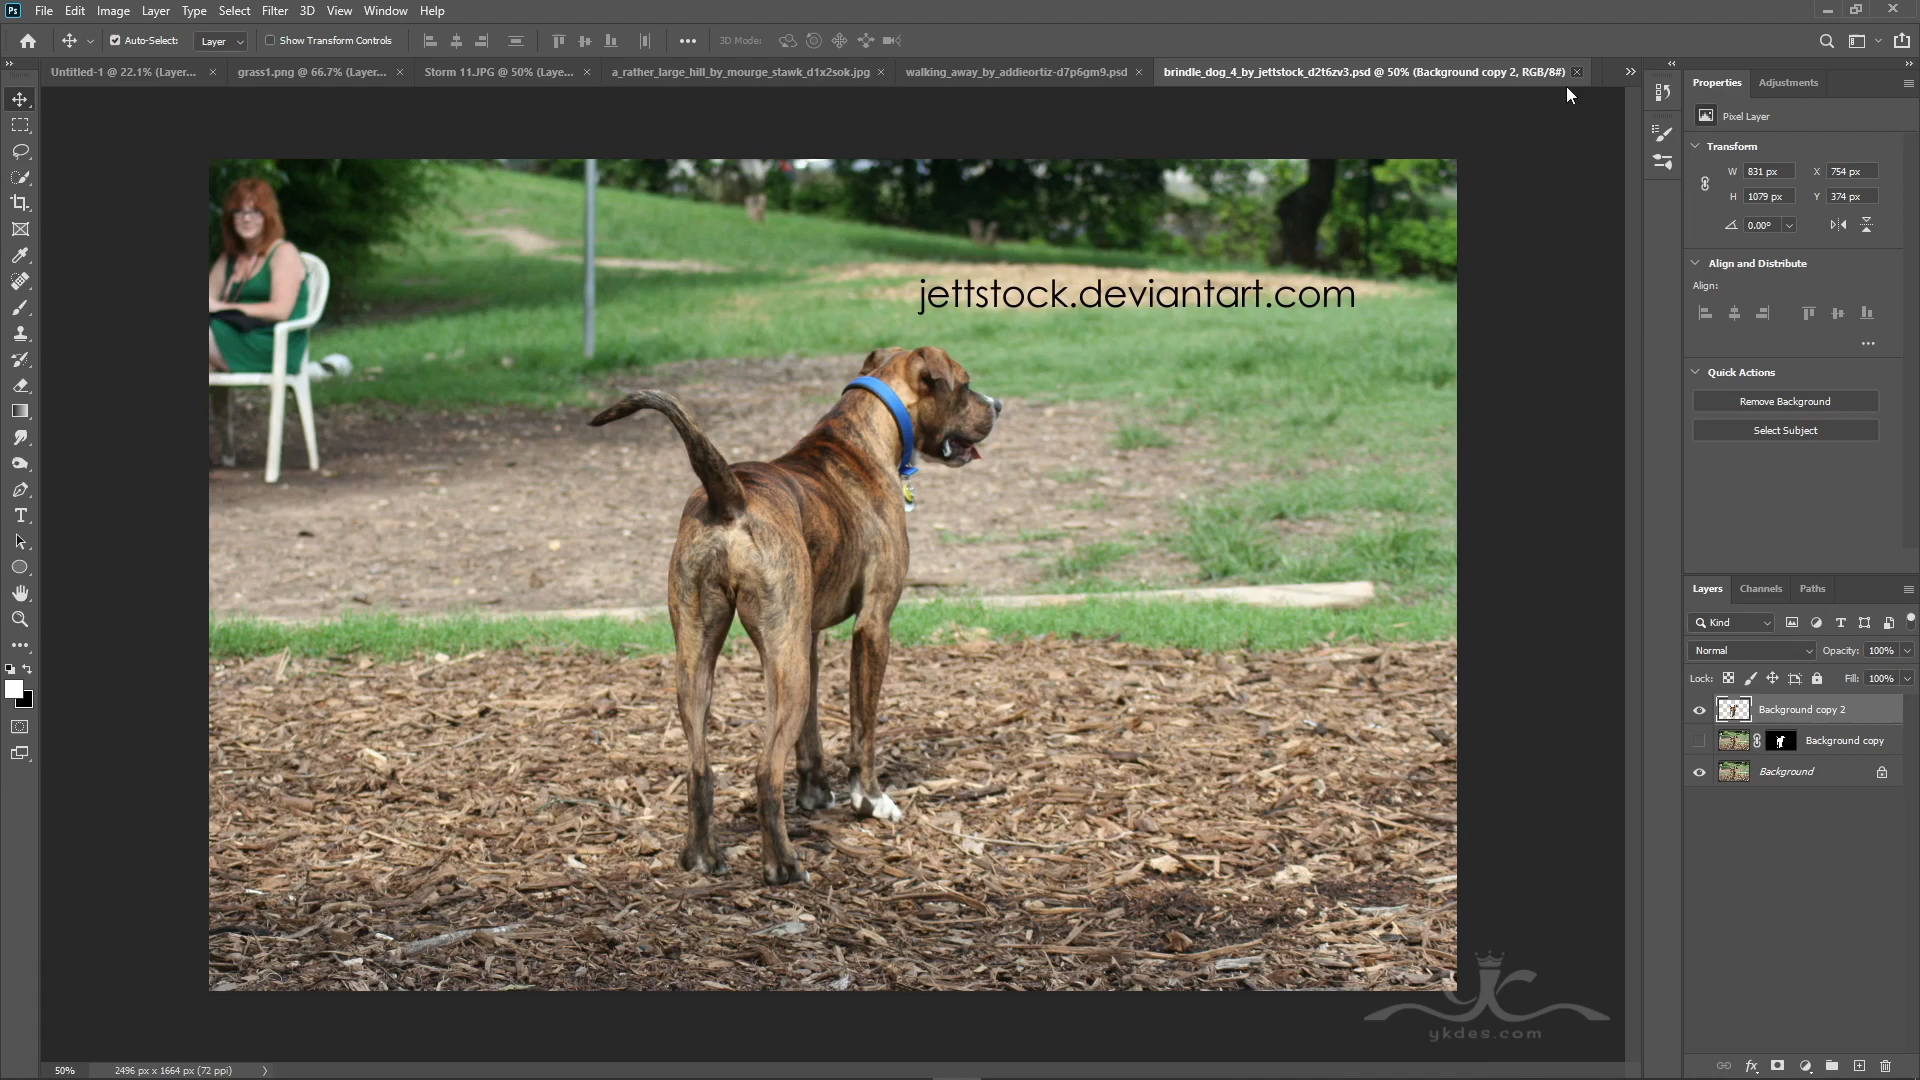 Ps File Edit Image Layer Type Select Filter 3D View Window Help
Auto-Select: Layer Show Transform Controls 3D Mode:
Untitled-1 @ 22.1% (Layer... grass1.png @ 66.7% (Layer... Storm 11.JPG @ 50% (Laye... a_rather_large_hill_by_mourge_stawk_d1x2sok.jpg walking_away_by_addieortiz-d7p6gm9.psd brindle_dog_4_by_jettstock_d2t6zv3.psd @ 50% (Background copy 2, RGB/8#)
Properties Adjustments
Pixel Layer
Transform
W 831 px X 754 px
H 1079 px Y 374 px
0.00°
Align and Distribute
Align:
Quick Actions
Remove Background
Select Subject
jettstock.deviantart.com
Layers Channels Paths
Kind
Normal Opacity: 100%
Lock: Fill: 100%
Background copy 2
Background copy
Background
YC
ykdes.com
50% 2496 px x 1664 px (72 ppi)